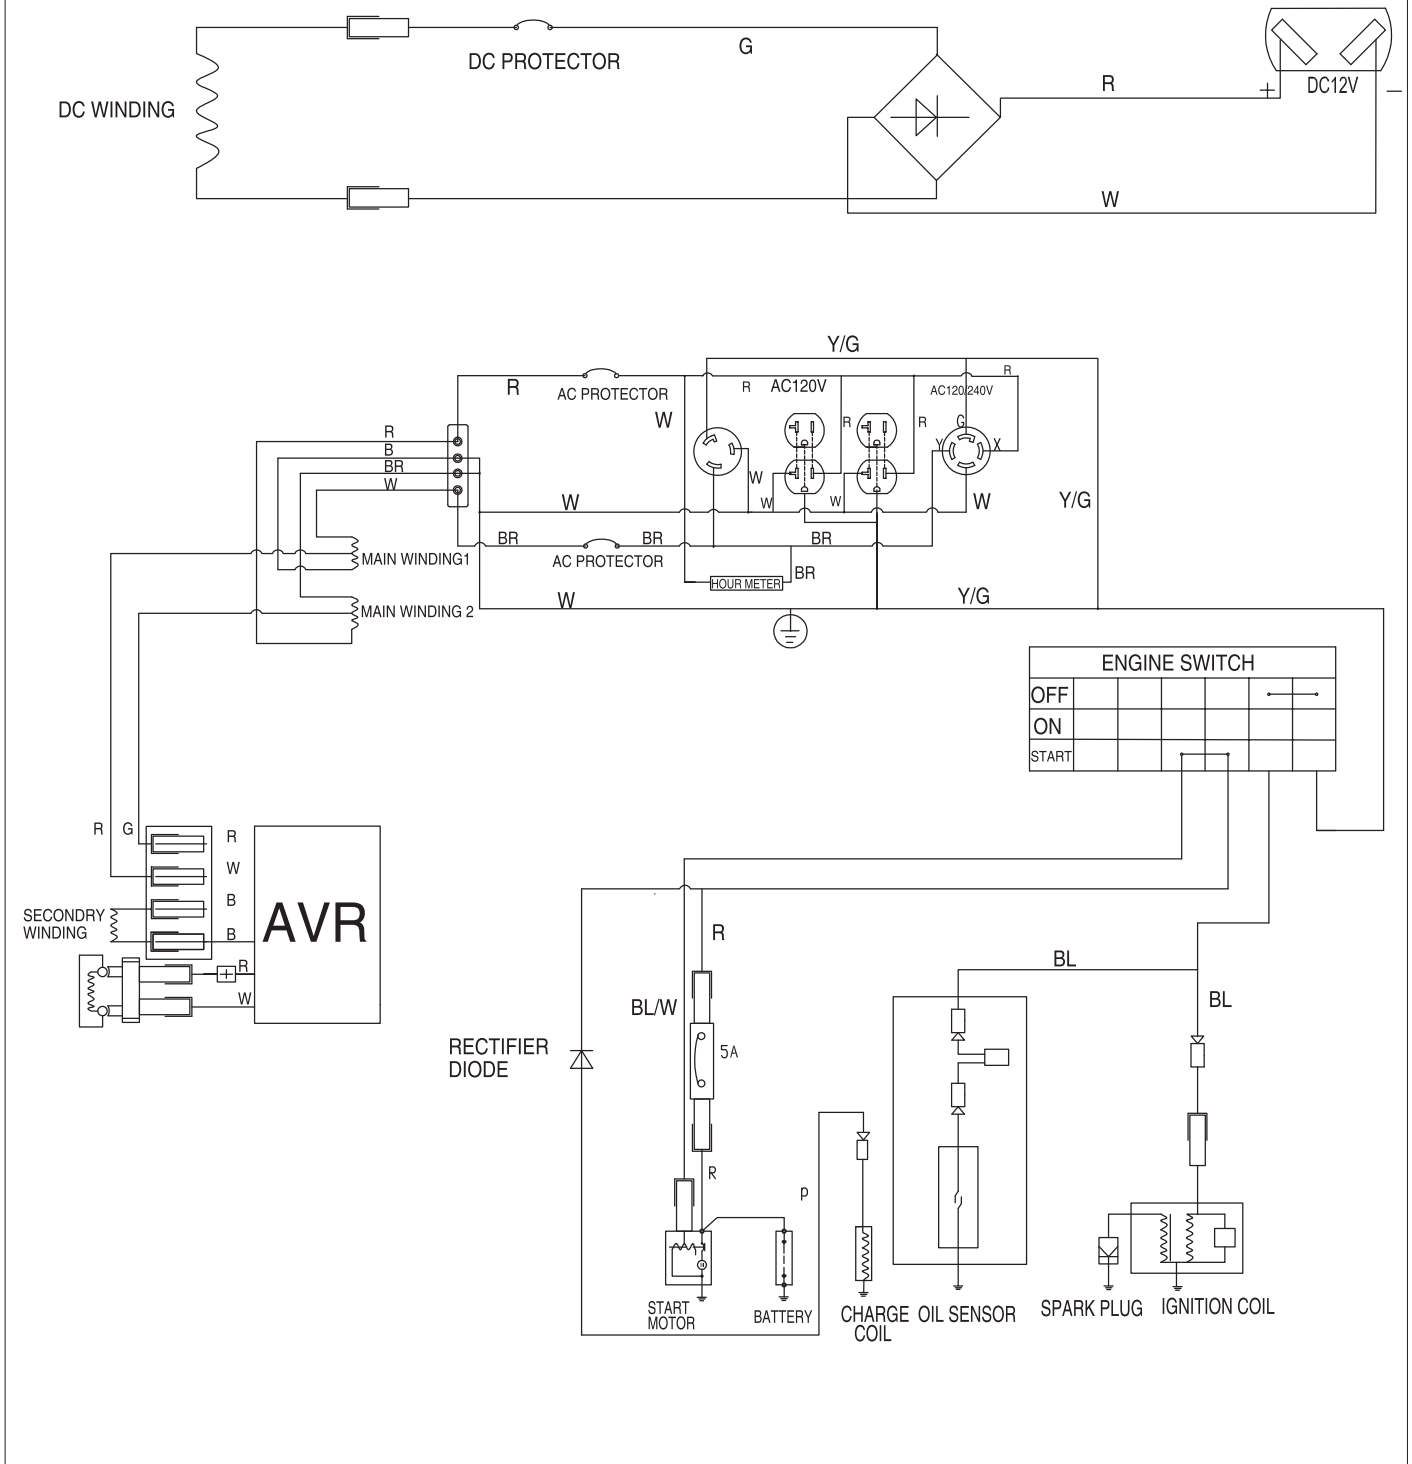 DC PROTECTOR
G
R
+
DC12V
—
DC WINDING
W
Y/G
R
AC PROTECTOR
R
AC120V
R
AC120/240V
W
R
R
G
Y
X
R
B
BR
W
W
W
W
W
W
Y/G
BR
BR
BR
AC PROTECTOR
MAIN WINDING1
HOUR METER
BR
W
Y/G
MAIN WINDING 2
ENGINE SWITCH
OFF
ON
START
R
G
R
W
B
B
SECONDRY
WINDING
AVR
+
R
W
R
BL
BL/W
BL
RECTIFIER
DIODE
5A
R
p
START
MOTOR
BATTERY
CHARGE
COIL
OIL SENSOR
SPARK PLUG
IGNITION COIL